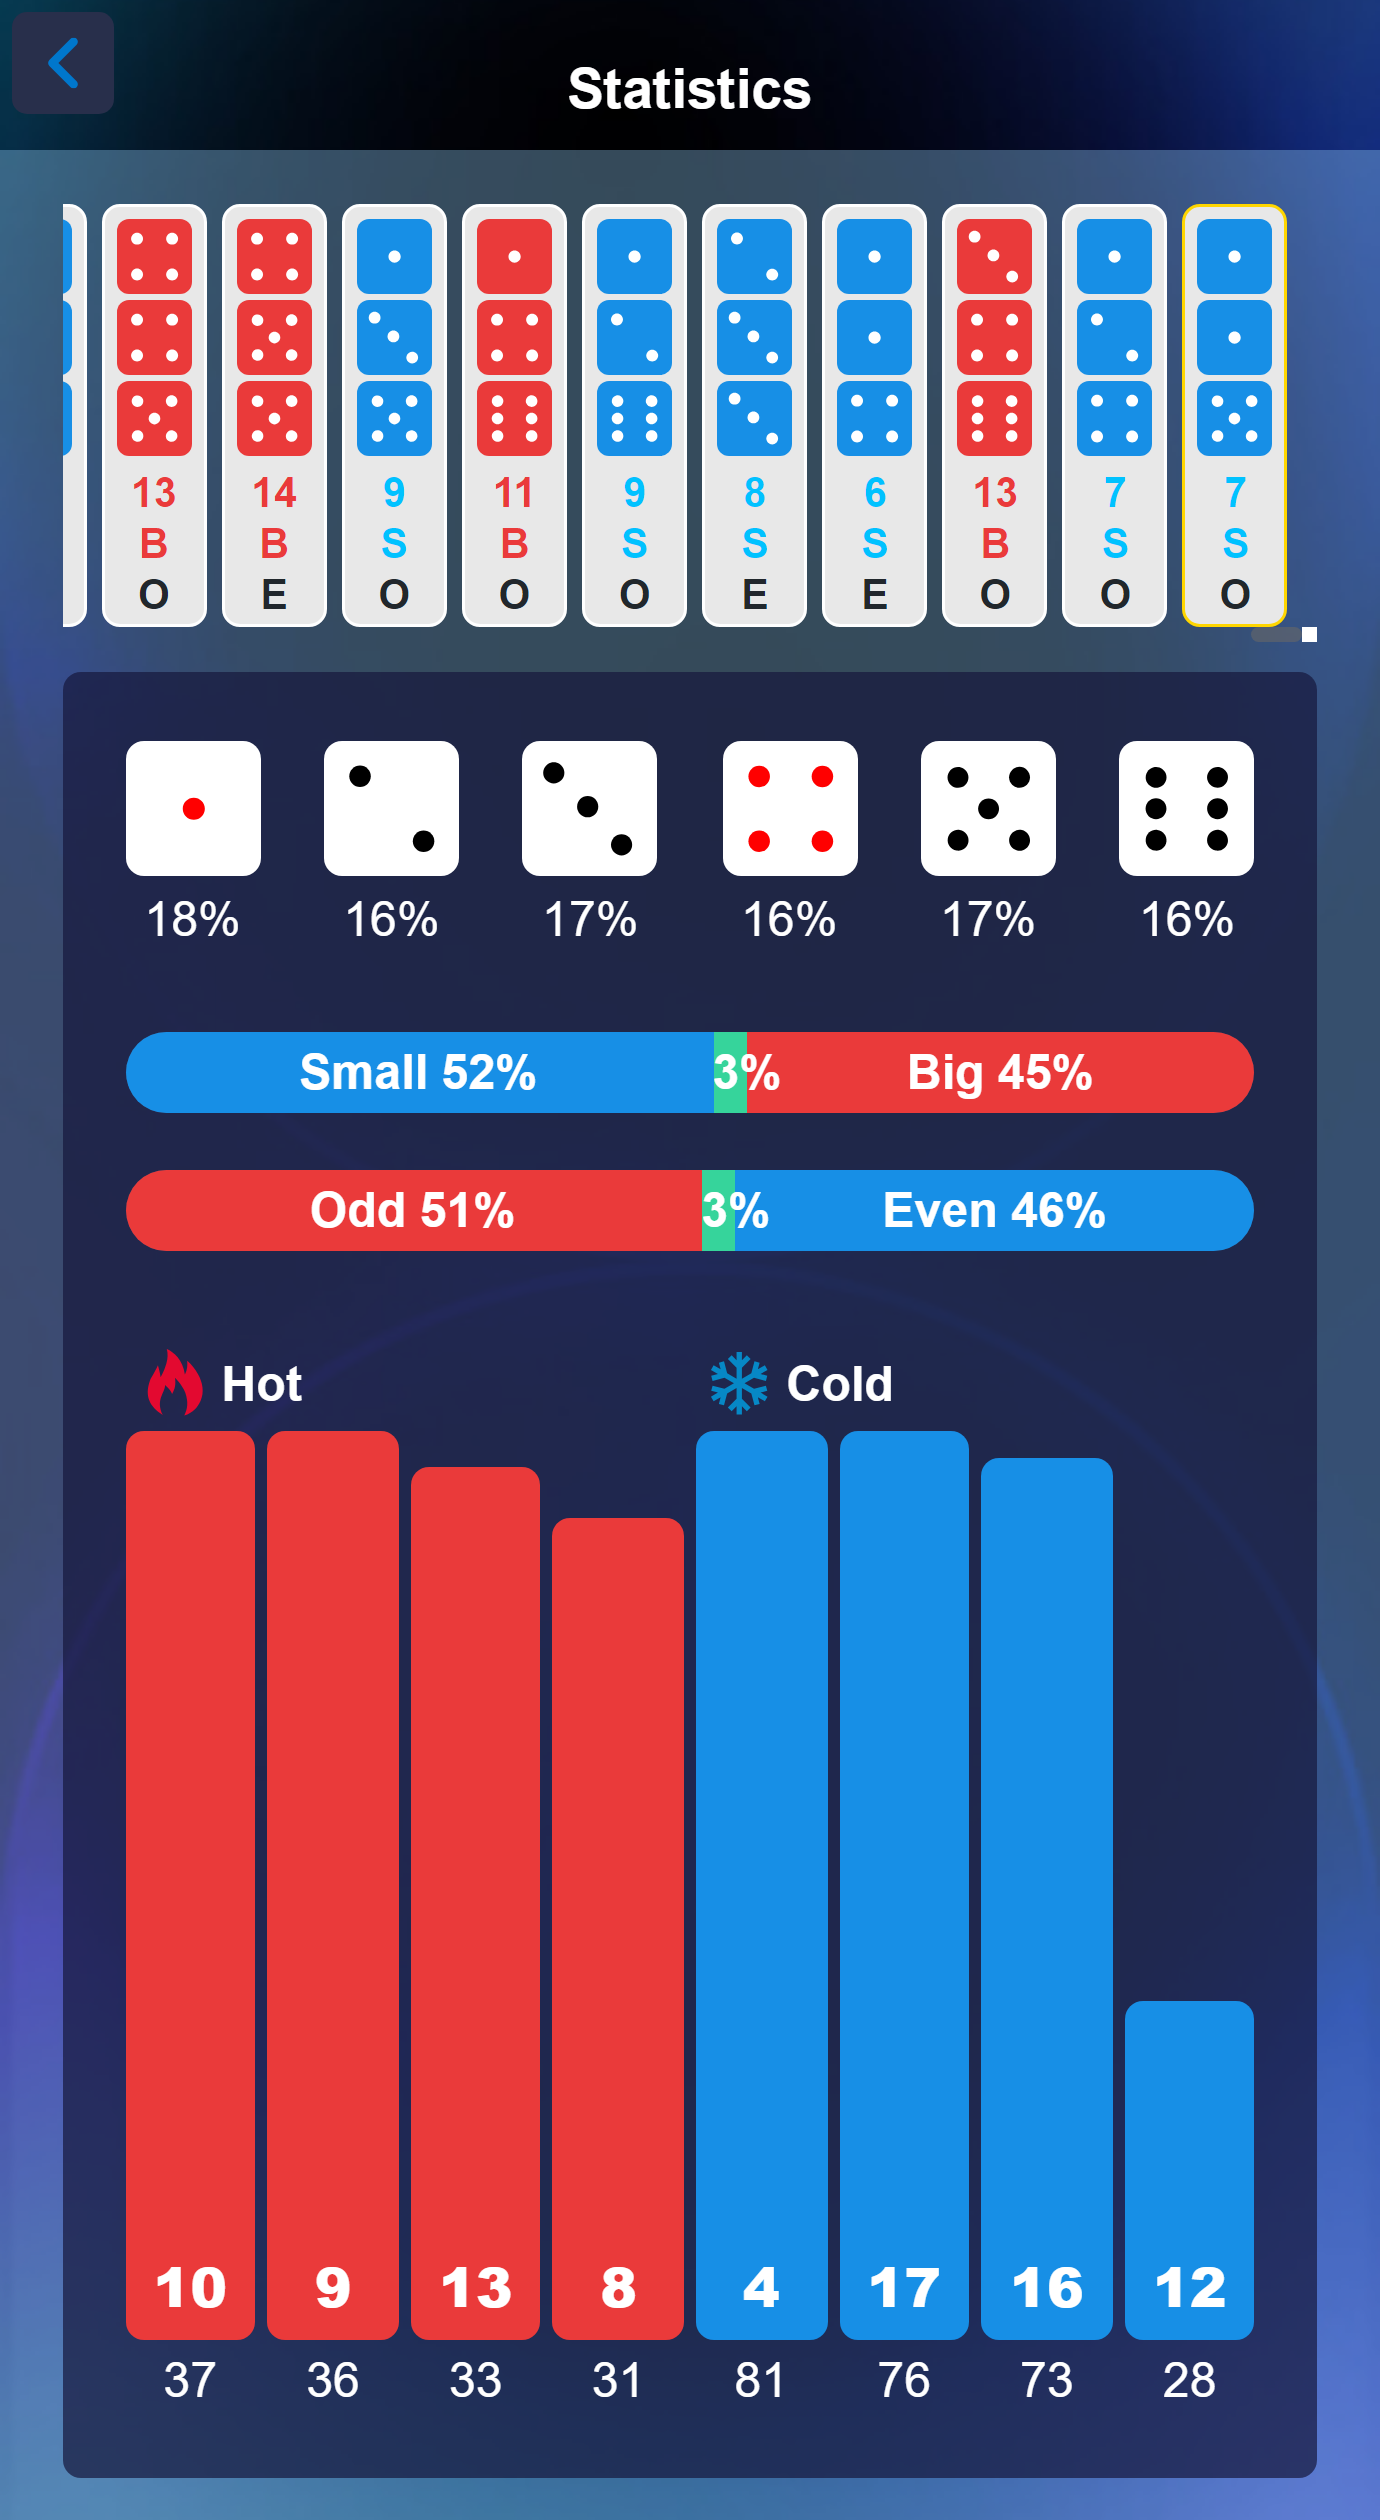 Statistics
13 14 9 11 9 8 6 13 7 7
B B S B S S S B S S
O E O O O E E O O O
18% 16% 17% 16% 17% 16%
Small 52% 3% Big 45%
Odd 51% 3% Even 46%
Hot Cold
10 9 13 8 4 17 16 12
37 36 33 31 81 76 73 28